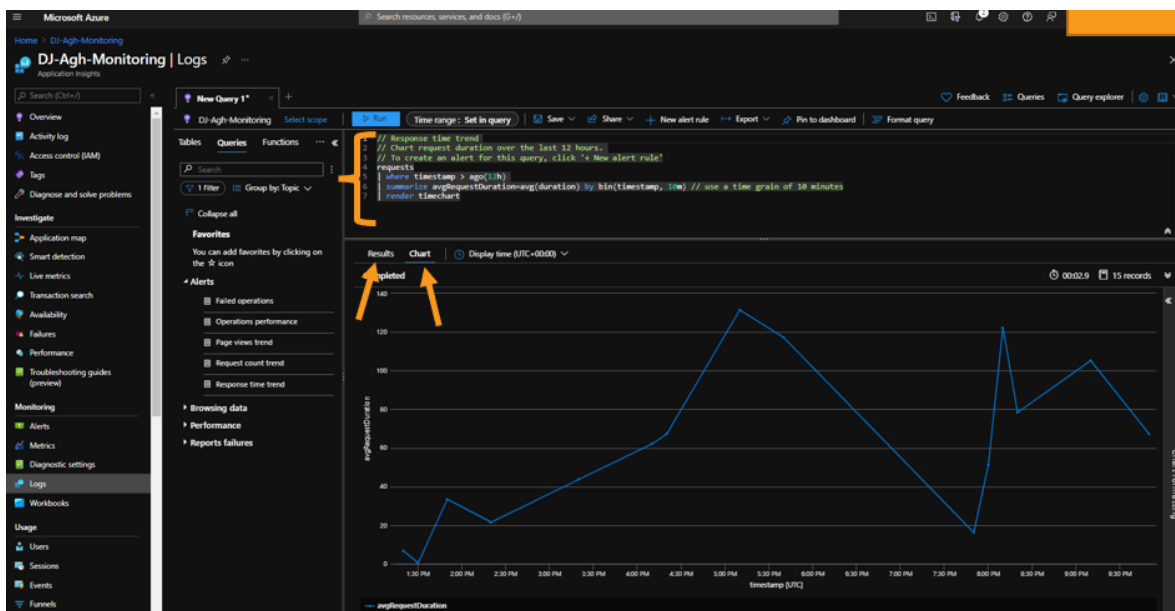 Microsoft Azure
Search resources, services, and docs (G+/)
Home > DJ-Agh-Monitoring
DJ-Agh-Monitoring | Logs
Application Insights
Search (Ctrl+/)
Overview
Activity log
Access control (IAM)
Tags
Diagnose and solve problems
Investigate
Application map
Smart detection
Live metrics
Transaction search
Availability
Failures
Performance
Troubleshooting guides
(preview)
Monitoring
Alerts
Metrics
Diagnostic settings
Logs
Workbooks
Usage
Users
Sessions
Events
Funnels
New Query 1*
Feedback
Queries
Query explorer
DJ-Agh-Monitoring
Select scope
Run
Time range : Set in query
Save
Share
New alert rule
Export
Pin to dashboard
Format query
Tables
Queries
Functions
Search
1 Filter
Group by: Topic
Collapse all
Favorites
You can add favorites by clicking on
the ☆ icon
Alerts
Failed operations
Operations performance
Page views trend
Request count trend
Response time trend
Browsing data
Performance
Reports failures
1 // Response time trend
2 // Chart request duration over the last 12 hours.
3 // To create an alert for this query, click '+ New alert rule'
4 requests
5 | where timestamp > ago(12h)
6 | summarize avgRequestDuration=avg(duration) by bin(timestamp, 10m) // use a time grain of 10 minutes
7 | render timechart
Results
Chart
Display time (UTC+00:00)
mpleted
00:02.9
15 records
140
120
100
80
60
40
20
0
avgRequestDuration
1:30 PM
2:00 PM
2:30 PM
3:00 PM
3:30 PM
4:00 PM
4:30 PM
5:00 PM
5:30 PM
6:00 PM
6:30 PM
7:00 PM
7:30 PM
8:00 PM
8:30 PM
9:00 PM
9:30 PM
timestamp [UTC]
avgRequestDuration